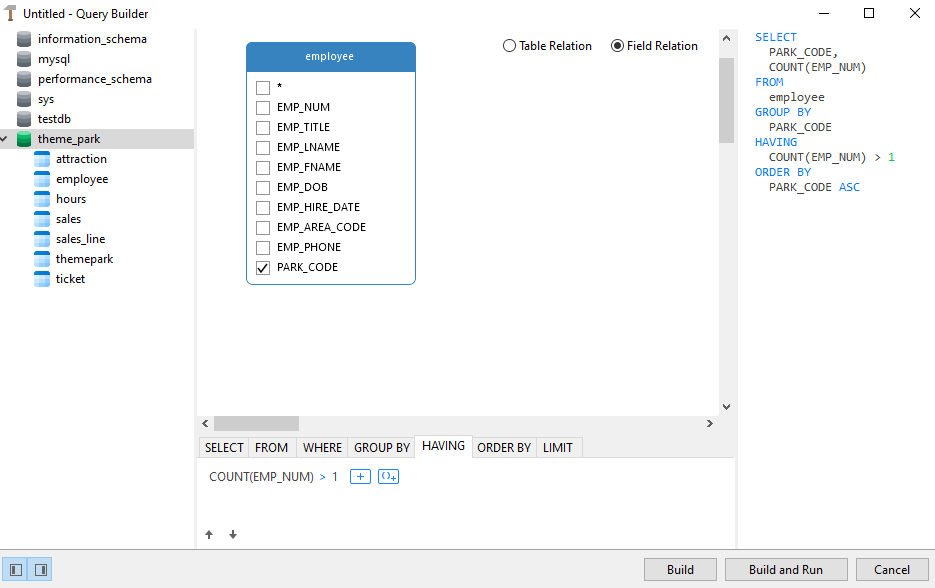 Untitled - Query Builder
information_schema
mysql
performance_schema
sys
testdb
theme_park
attraction
employee
hours
sales
sales_line
themepark
ticket
employee
*
EMP_NUM
EMP_TITLE
EMP_LNAME
EMP_FNAME
EMP_DOB
EMP_HIRE_DATE
EMP_AREA_CODE
EMP_PHONE
PARK_CODE
Table Relation Field Relation
SELECT FROM WHERE GROUP BY HAVING ORDER BY LIMIT
COUNT(EMP_NUM) > 1 + ()+
SELECT
PARK_CODE,
COUNT(EMP_NUM)
FROM
employee
GROUP BY
PARK_CODE
HAVING
COUNT(EMP_NUM) > 1
ORDER BY
PARK_CODE ASC
Build Build and Run Cancel